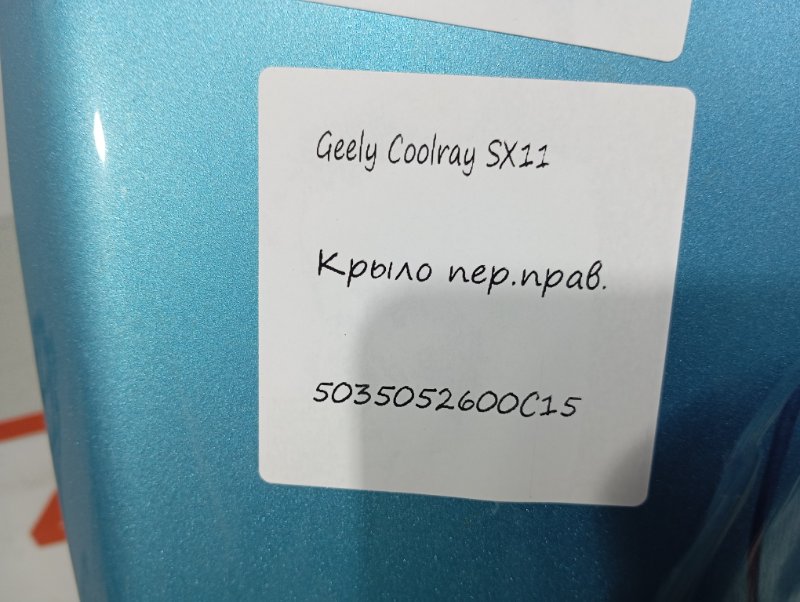 Geely Coolray SX11
Крыло пер.прав.
5035052600C15